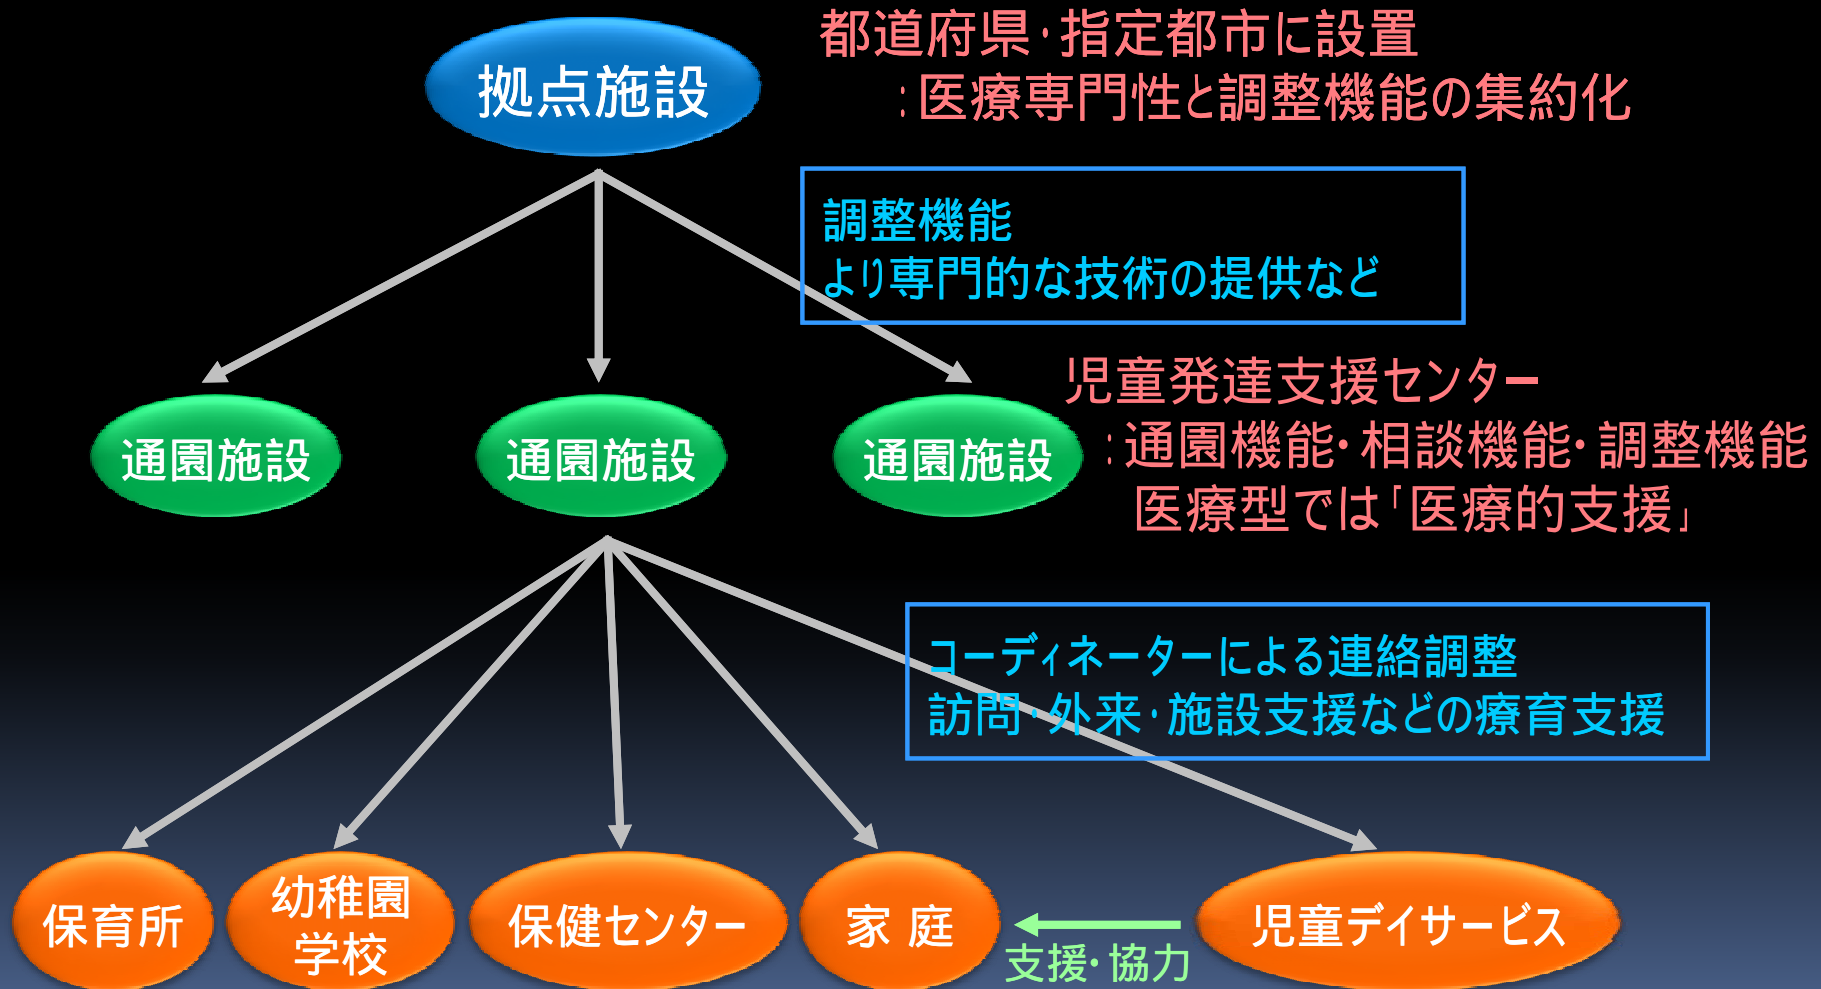 拠点施設
都道府県・指定都市に設置
：医療専門性と調整機能の集約化
調整機能
より専門的な技術の提供など
通園施設
通園施設
通園施設
児童発達支援センター
：通園機能・相談機能・調整機能
医療型では「医療的支援」
コーディネーターによる連絡調整
訪問・外来・施設支援などの療育支援
保育所
幼稚園
学校
保健センター
家 庭
支援・協力
児童デイサービス